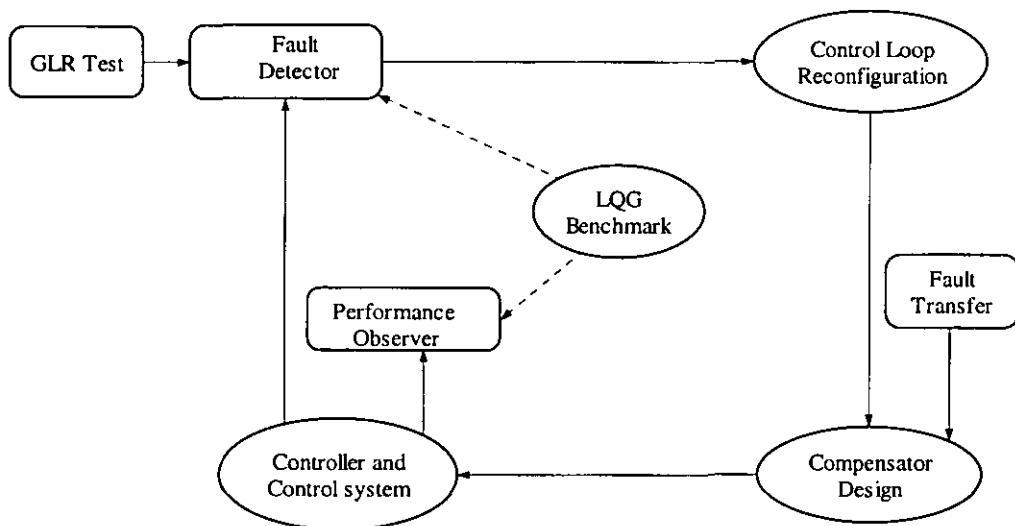 GLR Test
Fault
Detector
Control Loop
Reconfiguration
LQG
Benchmark
Fault
Transfer
Performance
Observer
Controller and
Control system
Compensator
Design